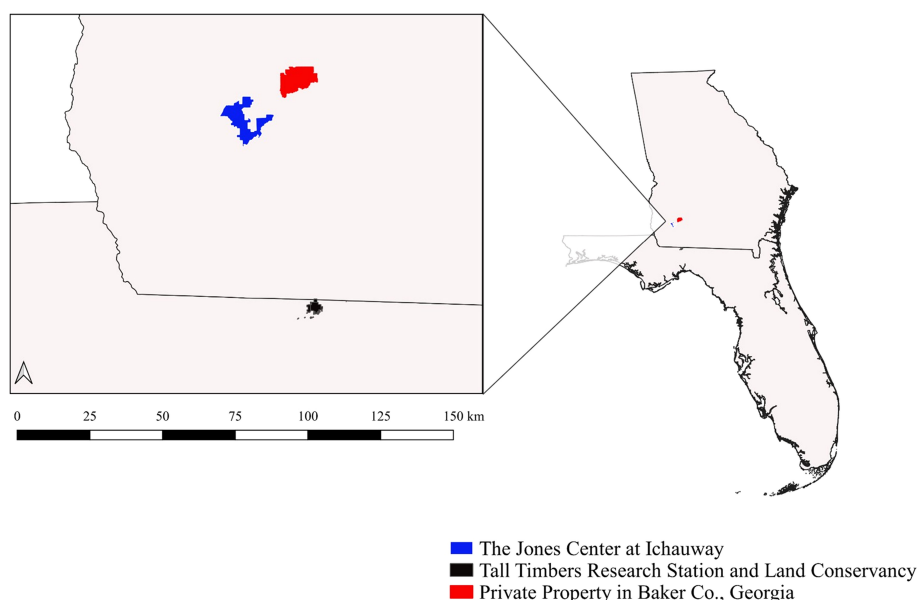 0 25 50 75 100 125 150 km
The Jones Center at Ichauway
Tall Timbers Research Station and Land Conservancy
Private Property in Baker Co., Georgia